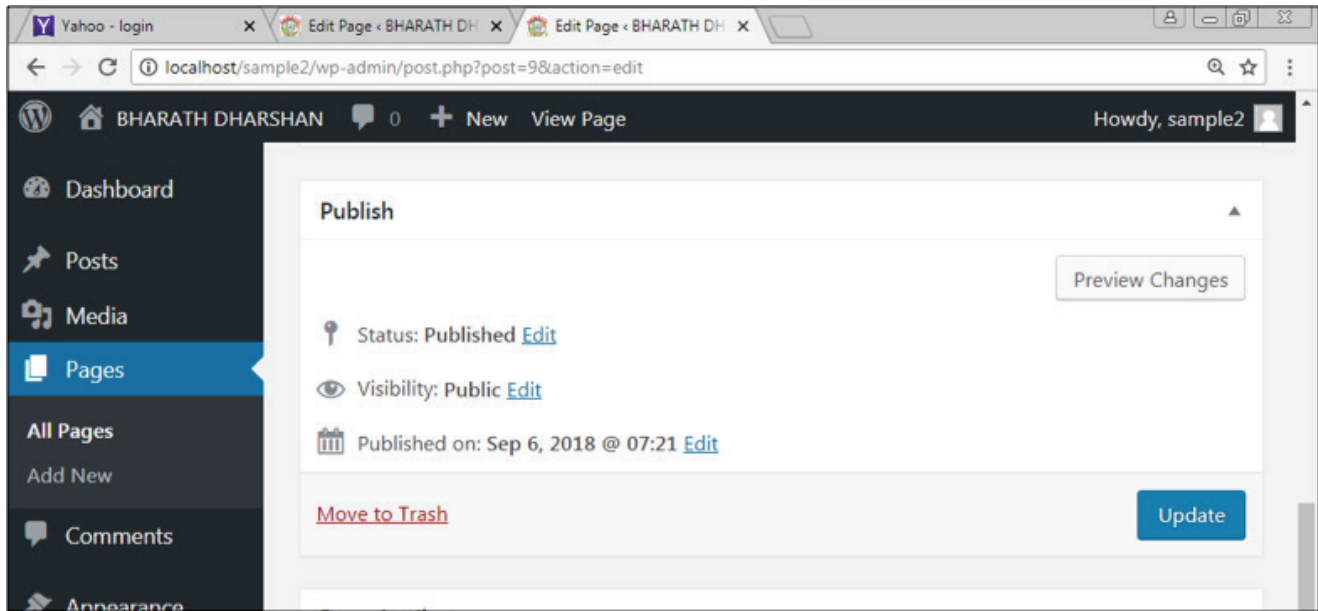 Yahoo - login
Edit Page ‹ BHARATH DH
Edit Page ‹ BHARATH DH
localhost/sample2/wp-admin/post.php?post=9&action=edit
BHARATH DHARSHAN 0 + New View Page Howdy, sample2
Dashboard
Publish
Posts
Preview Changes
Media
Status: Published Edit
Pages
Visibility: Public Edit
All Pages
Published on: Sep 6, 2018 @ 07:21 Edit
Add New
Move to Trash Update
Comments
Appearance